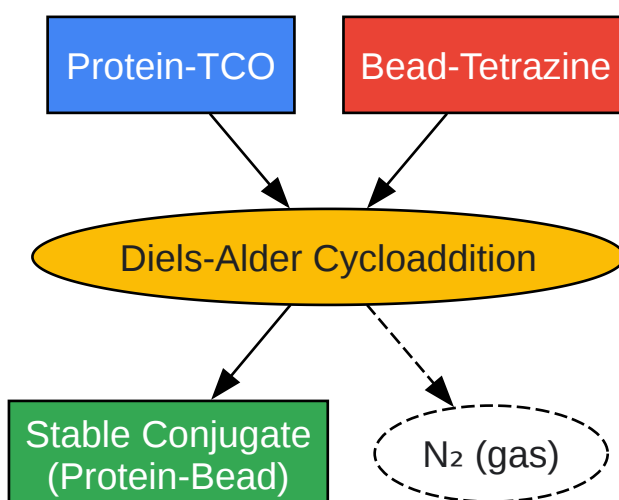 Protein-TCO
Bead-Tetrazine
Diels-Alder Cycloaddition
Stable Conjugate
(Protein-Bead)
N₂ (gas)